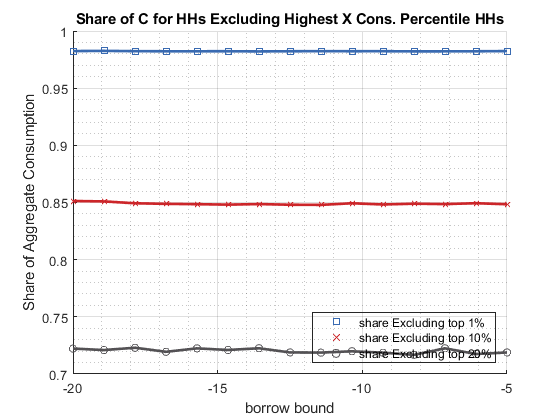 Share of C for HHs Excluding Highest X Cons. Percentile HHs
1
0.95
0.9
0.85
0.8
0.75
0.7
Share of Aggregate Consumption
share Excluding top 1%
share Excluding top 10%
share Excluding top 20%
-20
-15
-10
-5
borrow bound